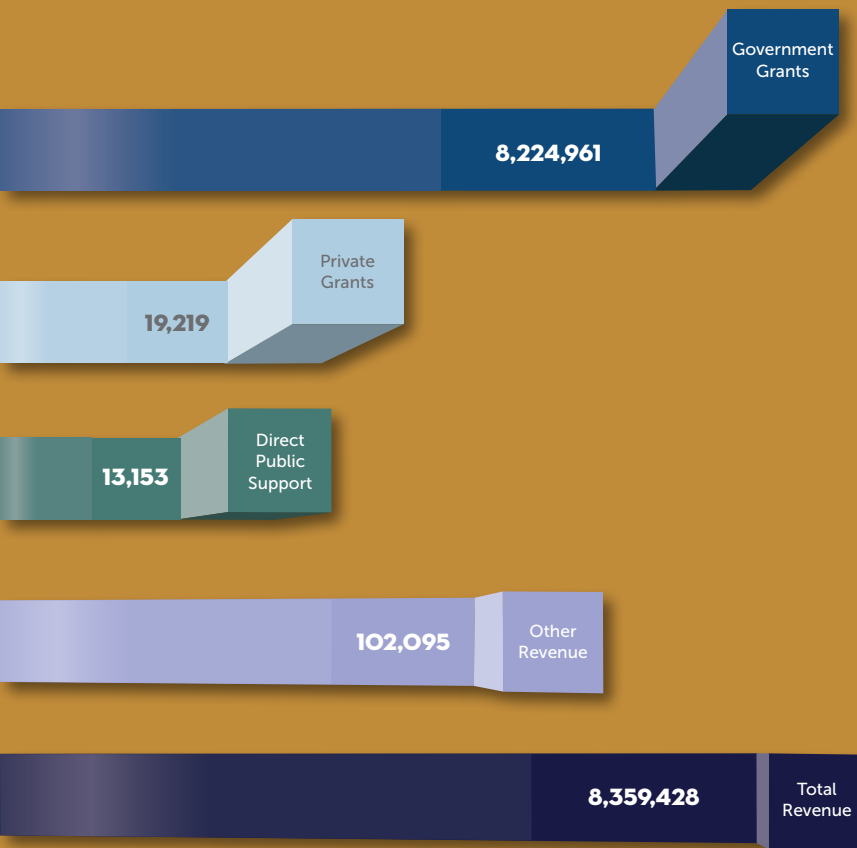 Government
Grants
8,224,961
Private
Grants
19,219
Direct
Public
Support
13,153
Other
Revenue
102,095
Total
Revenue
8,359,428